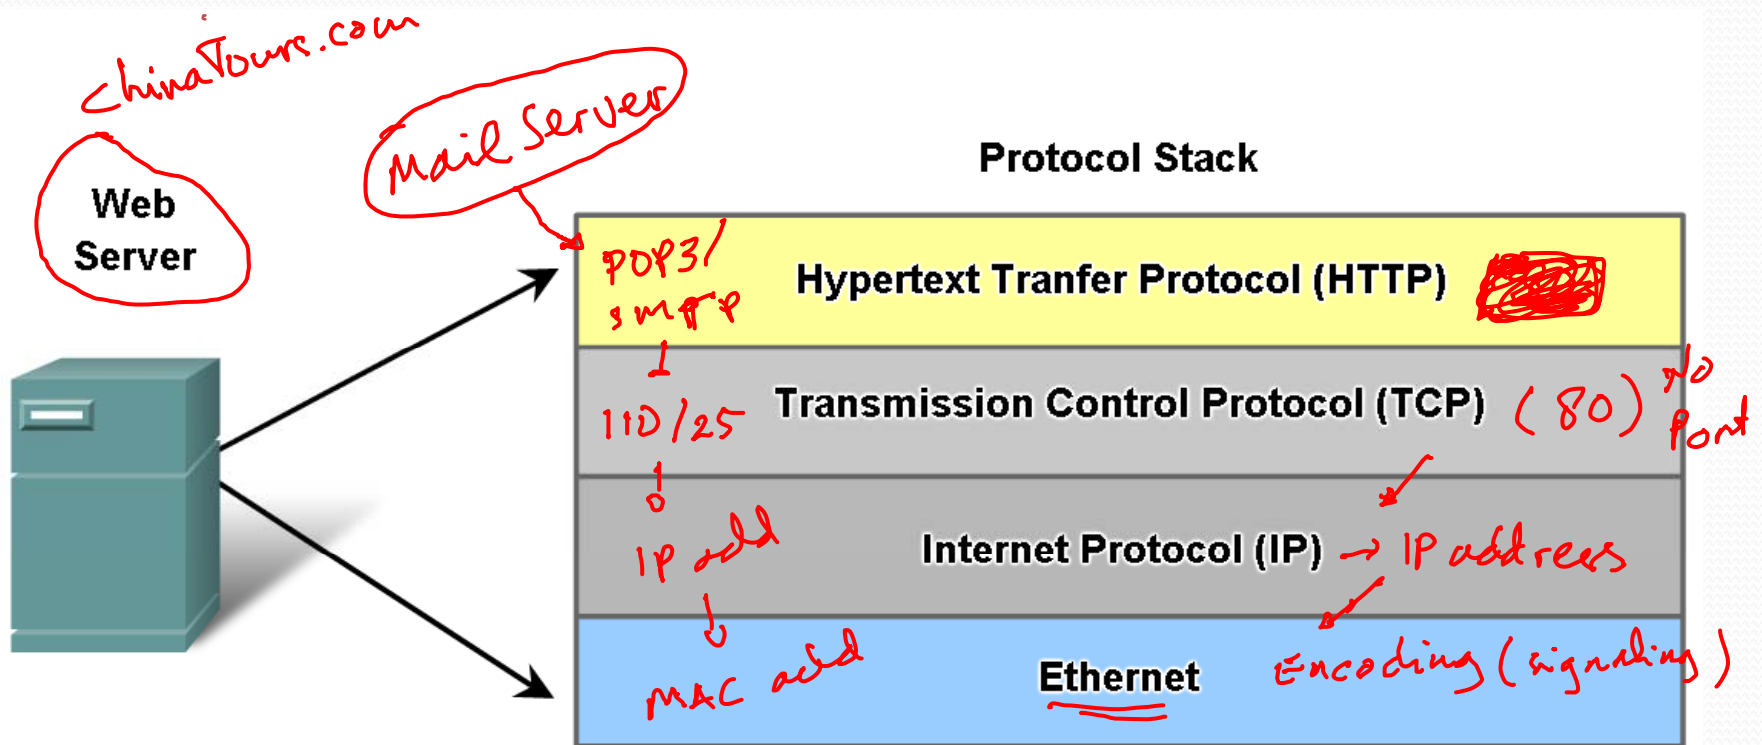 chinaTours.com
Web
Server
Mail Server
Protocol Stack
POP3/
SMTP
Hypertext Tranfer Protocol (HTTP)
110/25
Transmission Control Protocol (TCP) (80) No
Port
IP add
Internet Protocol (IP) → IP address
MAC add
Ethernet
Encoding (signaling)